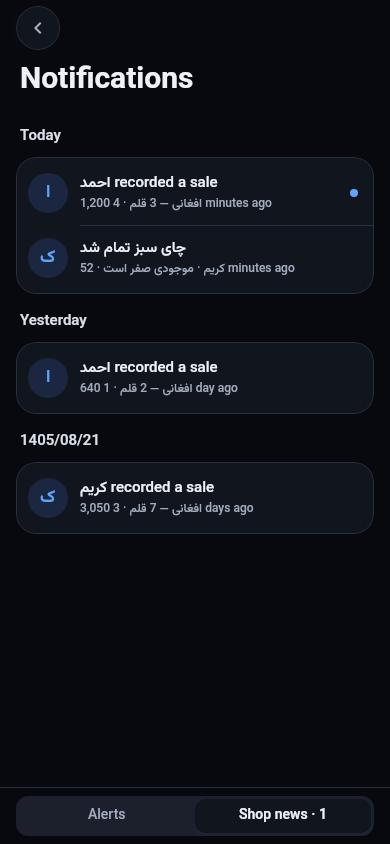 Notifications
Today
ا
احمد recorded a sale
1,200 افغانی — 3 قلم · 4 minutes ago
ک
چای سبز تمام شد
کریم · موجودی صفر است · 52 minutes ago
Yesterday
ا
احمد recorded a sale
640 افغانی — 2 قلم · 1 day ago
1405/08/21
ک
کریم recorded a sale
3,050 افغانی — 7 قلم · 3 days ago
Alerts
Shop news · 1